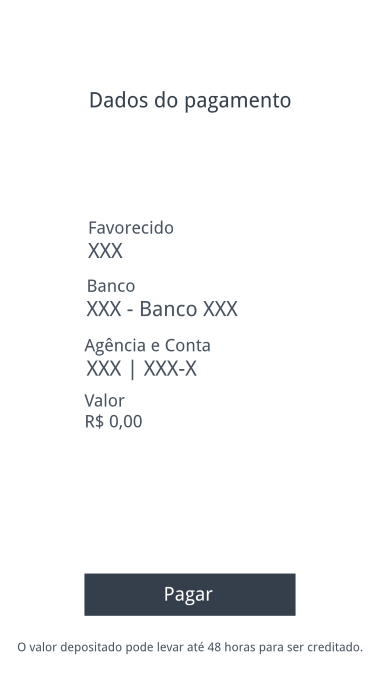 Dados do pagamento
Favorecido
XXX
Banco
XXX - Banco XXX
Agência e Conta
XXX | XXX-X
Valor
R$ 0,00
Pagar
O valor depositado pode levar até 48 horas para ser creditado.